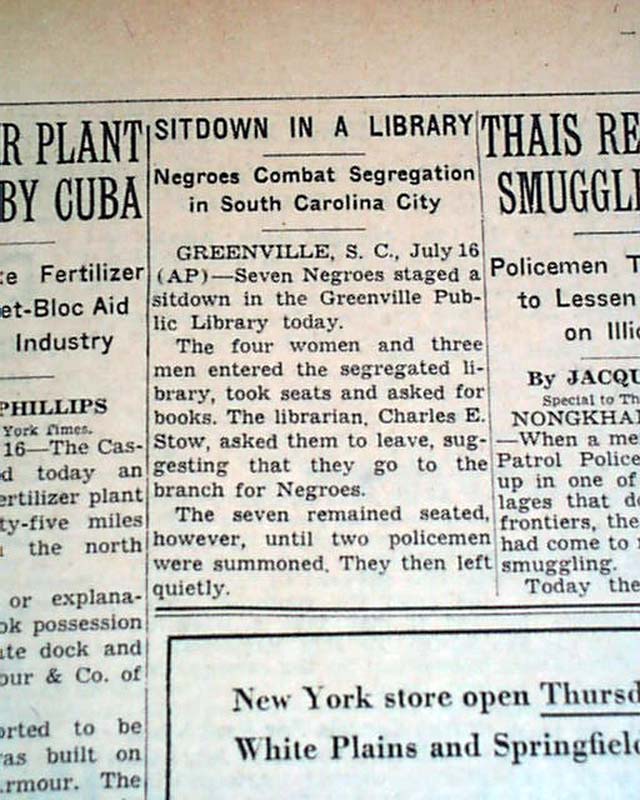 R PLANT
BY CUBA
e Fertilizer
et-Bloc Aid
Industry
PHILLIPS
York Times.
16—The Cas-
d today an
ertilizer plant
ty-five miles
the north
or explana-
ok possession
ate dock and
our & Co. of
orted to be
as built on
rmour. The
SITDOWN IN A LIBRARY
Negroes Combat Segregation
in South Carolina City
GREENVILLE, S. C., July 16
(AP)—Seven Negroes staged a
sitdown in the Greenville Pub-
lic Library today.
The four women and three
men entered the segregated li-
brary, took seats and asked for
books. The librarian, Charles E.
Stow, asked them to leave, sug-
gesting that they go to the
branch for Negroes.
The seven remained seated,
however, until two policemen
were summoned. They then left
quietly.
THAIS RE
SMUGGLI
Policemen T
to Lessen
on Illic
By JACQU
Special to Th
NONGKHAI
—When a me
Patrol Police
up in one of
lages that do
frontiers, the
had come to
smuggling.
Today the
New York store open Thursd
White Plains and Springfield